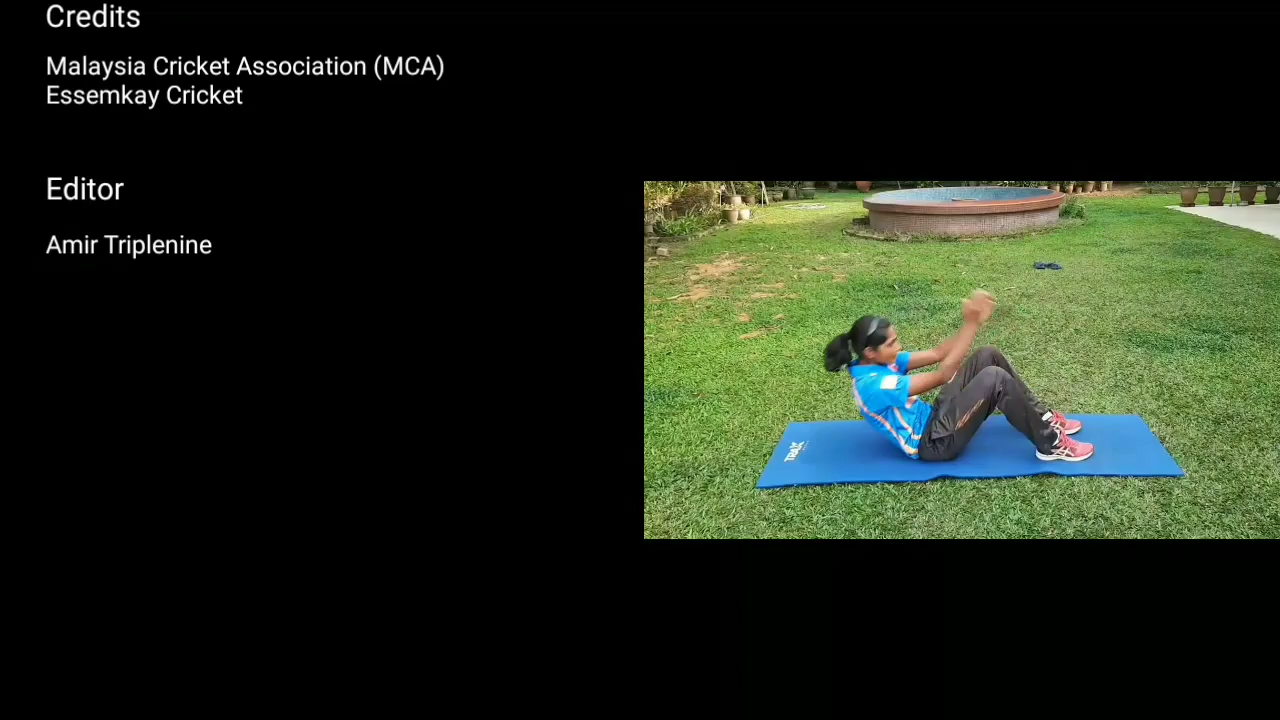 Credits
Malaysia Cricket Association (MCA)
Essemkay Cricket
Editor
Amir Triplenine